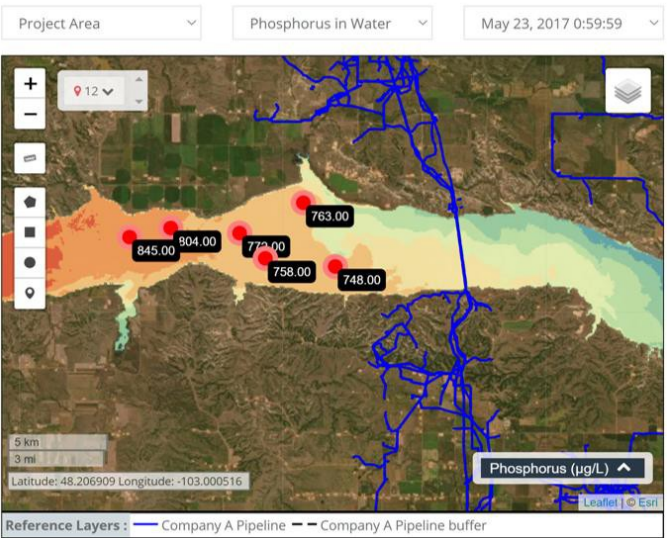 Project Area
Phosphorus in Water
May 23, 2017 0:59:59
+
12
−
763.00
804.00
845.00
758.00
748.00
5 km
3 mi
Latitude: 48.206909 Longitude: -103.000516
Phosphorus (µg/L)
Leaflet | © Esri
Reference Layers : Company A Pipeline Company A Pipeline buffer